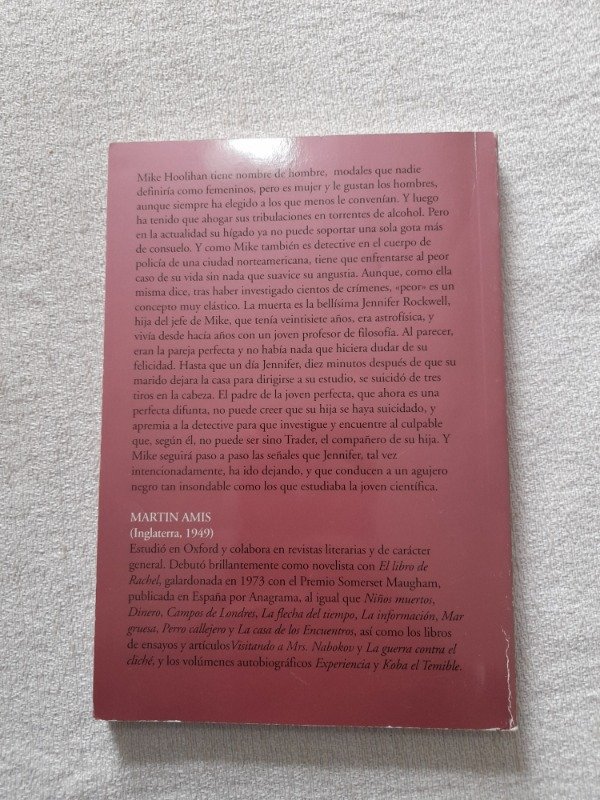 Mike Hoolihan tiene nombre de hombre, modales que nadie
definiría como femeninos, pero es mujer y le gustan los hombres,
aunque siempre ha elegido a los que menos le convenían. Y luego
ha tenido que ahogar sus tribulaciones en torrentes de alcohol. Pero
en la actualidad su hígado ya no puede soportar una sola gota más
de consuelo. Y como Mike también es detective en el cuerpo de
policía de una ciudad norteamericana, tiene que enfrentarse al peor
caso de su vida sin nada que suavice su angustia. Aunque, como ella
misma dice, tras haber investigado cientos de crímenes, «peor» es un
concepto muy elástico. La muerta es la bellísima Jennifer Rockwell,
hija del jefe de Mike, que tenía veintisiete años, era astrofísica, y
vivía desde hacía años con un joven profesor de filosofía. Al parecer,
eran la pareja perfecta y no había nada que hiciera dudar de su
felicidad. Hasta que un día Jennifer, diez minutos después de que su
marido dejara la casa para dirigirse a su estudio, se suicidó de tres
tiros en la cabeza. El padre de la joven perfecta, que ahora es una
perfecta difunta, no puede creer que su hija se haya suicidado, y
apremia a la detective para que investigue y encuentre al culpable
que, según él, no puede ser sino Trader, el compañero de su hija. Y
Mike seguirá paso a paso las señales que Jennifer, tal vez
intencionadamente, ha ido dejando, y que conducen a un agujero
negro tan insondable como los que estudiaba la joven científica.
MARTIN AMIS
(Inglaterra, 1949)
Estudió en Oxford y colabora en revistas literarias y de carácter
general. Debutó brillantemente como novelista con El libro de
Rachel, galardonada en 1973 con el Premio Somerset Maugham,
publicada en España por Anagrama, al igual que Niños muertos,
Dinero, Campos de Londres, La flecha del tiempo, La información, Mar
gruesa, Perro callejero y La casa de los Encuentros, así como los libros
de ensayos y artículosVisitando a Mrs. Nabokov y La guerra contra el
cliché, y los volúmenes autobiográficos Experiencia y Koba el Temible.